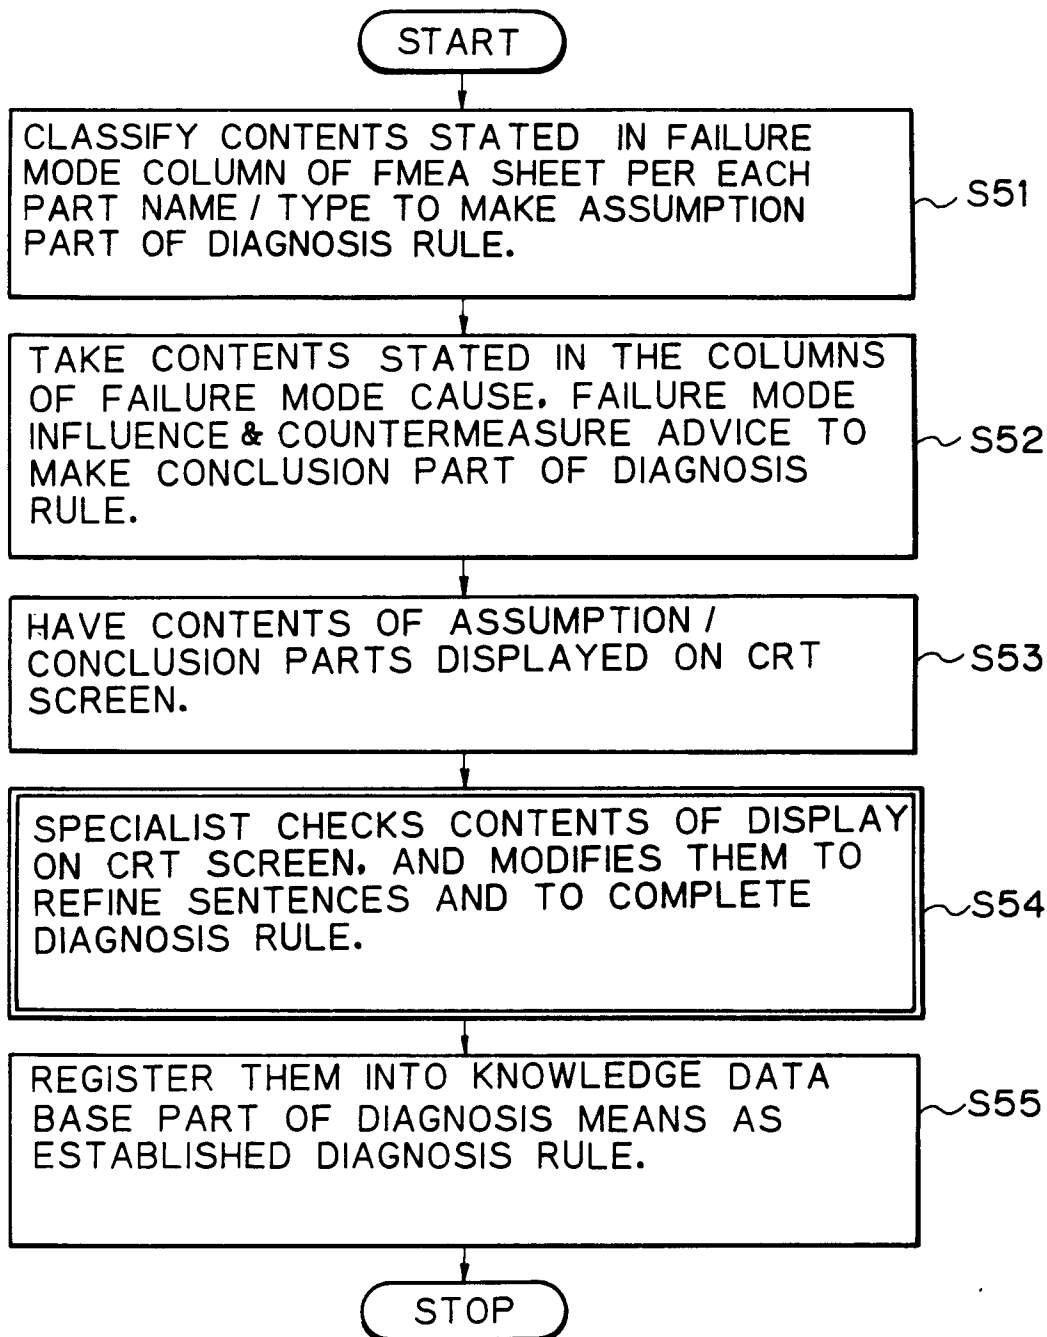 START
CLASSIFY CONTENTS STATED IN FAILURE
MODE COLUMN OF FMEA SHEET PER EACH
PART NAME / TYPE TO MAKE ASSUMPTION
PART OF DIAGNOSIS RULE.
S51
TAKE CONTENTS STATED IN THE COLUMNS
OF FAILURE MODE CAUSE. FAILURE MODE
INFLUENCE & COUNTERMEASURE ADVICE TO
MAKE CONCLUSION PART OF DIAGNOSIS
RULE.
S52
HAVE CONTENTS OF ASSUMPTION /
CONCLUSION PARTS DISPLAYED ON CRT
SCREEN.
S53
SPECIALIST CHECKS CONTENTS OF DISPLAY
ON CRT SCREEN. AND MODIFIES THEM TO
REFINE SENTENCES AND TO COMPLETE
DIAGNOSIS RULE.
S54
REGISTER THEM INTO KNOWLEDGE DATA
BASE PART OF DIAGNOSIS MEANS AS
ESTABLISHED DIAGNOSIS RULE.
S55
STOP